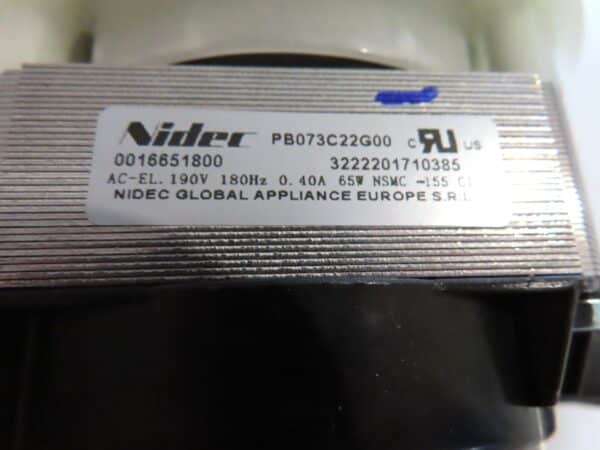 Nidec PB073C22G00 c RU US
0016651800 3222201710385
AC-EL. 190V 180Hz 0.40A 65W NSMC -155 Cl
NIDEC GLOBAL APPLIANCE EUROPE S.R.L